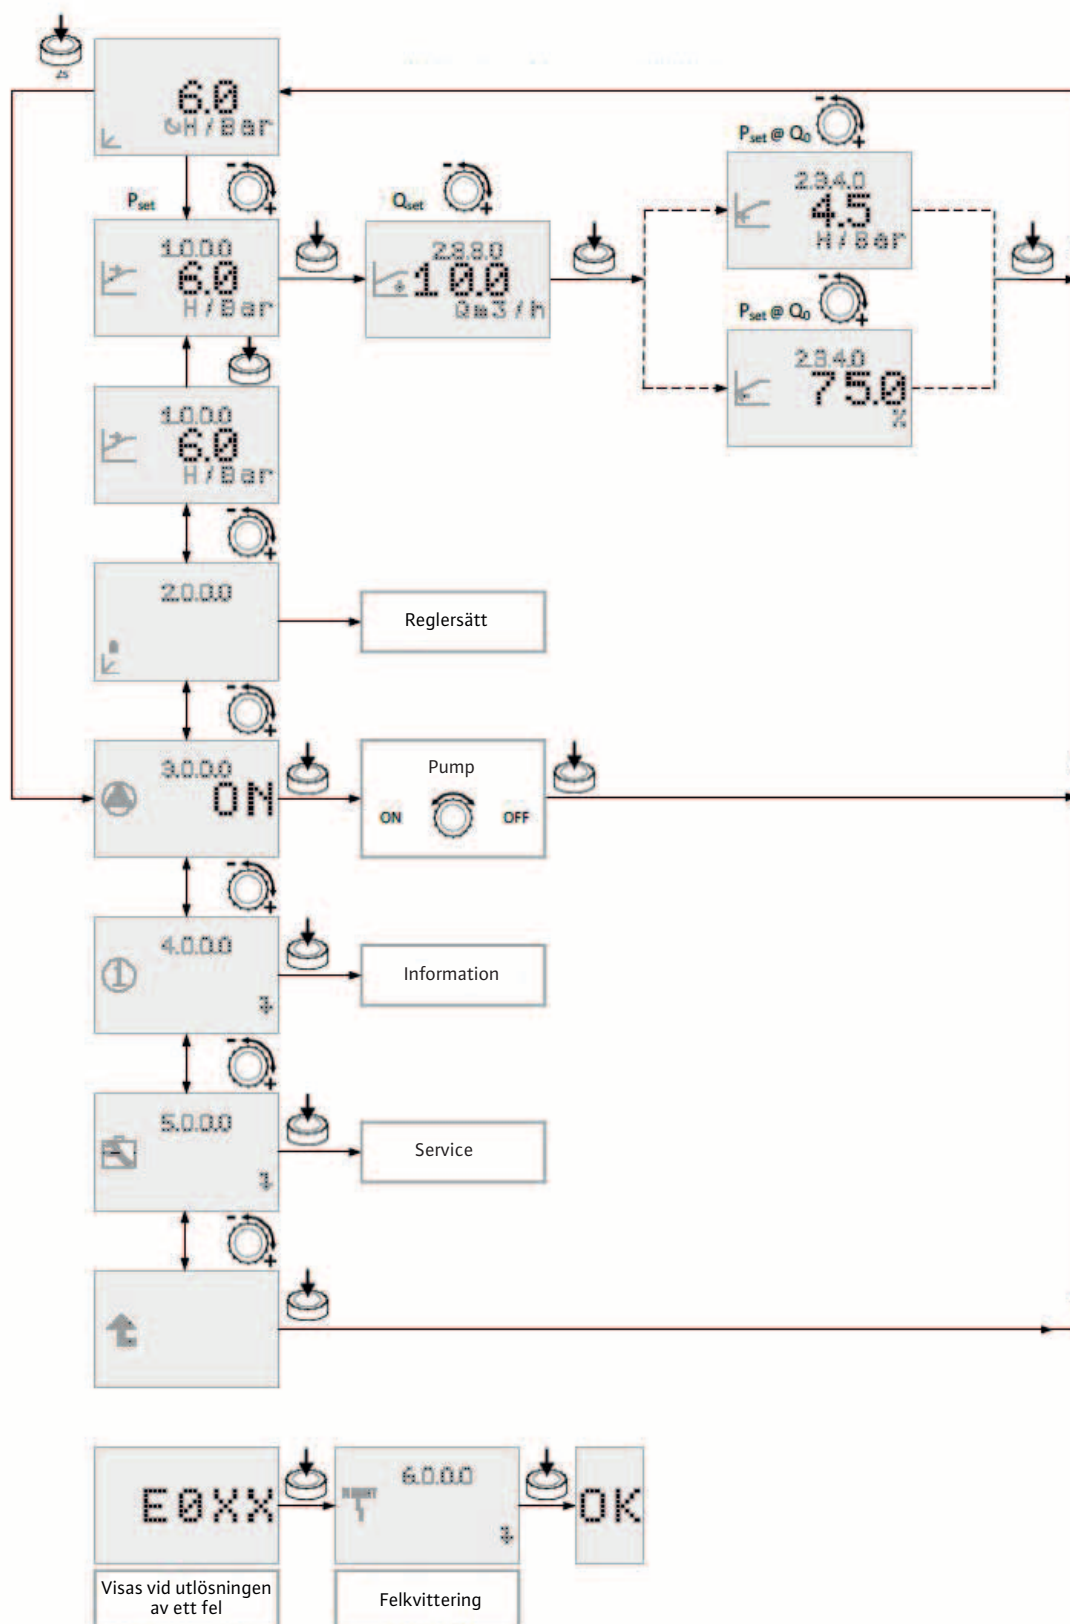 2s
6.0
H/Bar
Pset
- +
1.0.0.0
6.0
H/Bar
Qset
- +
2.3.8.0
10.0
Qm3/h
Pset @ Q0
- +
2.3.4.0
4.5
H/Bar
Pset @ Q0
- +
2.3.4.0
75.0
%
1.0.0.0
6.0
H/Bar
- +
2.0.0.0
Reglersätt
- +
3.0.0.0
ON
Pump
ON OFF
- +
4.0.0.0
Information
- +
5.0.0.0
Service
- +
E0XX
6.0.0.0
OK
Visas vid utlösningen
av ett fel
Felkvittering